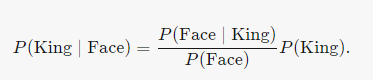 P(King | Face) = P(Face | King) / P(Face) P(King).